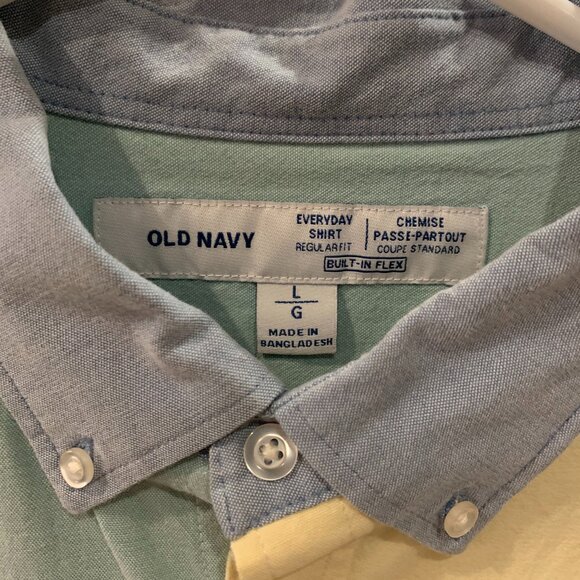 OLD NAVY
EVERYDAY
SHIRT
REGULAR FIT
CHEMISE
PASSE-PARTOUT
COUPE STANDARD
BUILT-IN FLEX
L
G
MADE IN
BANGLADESH